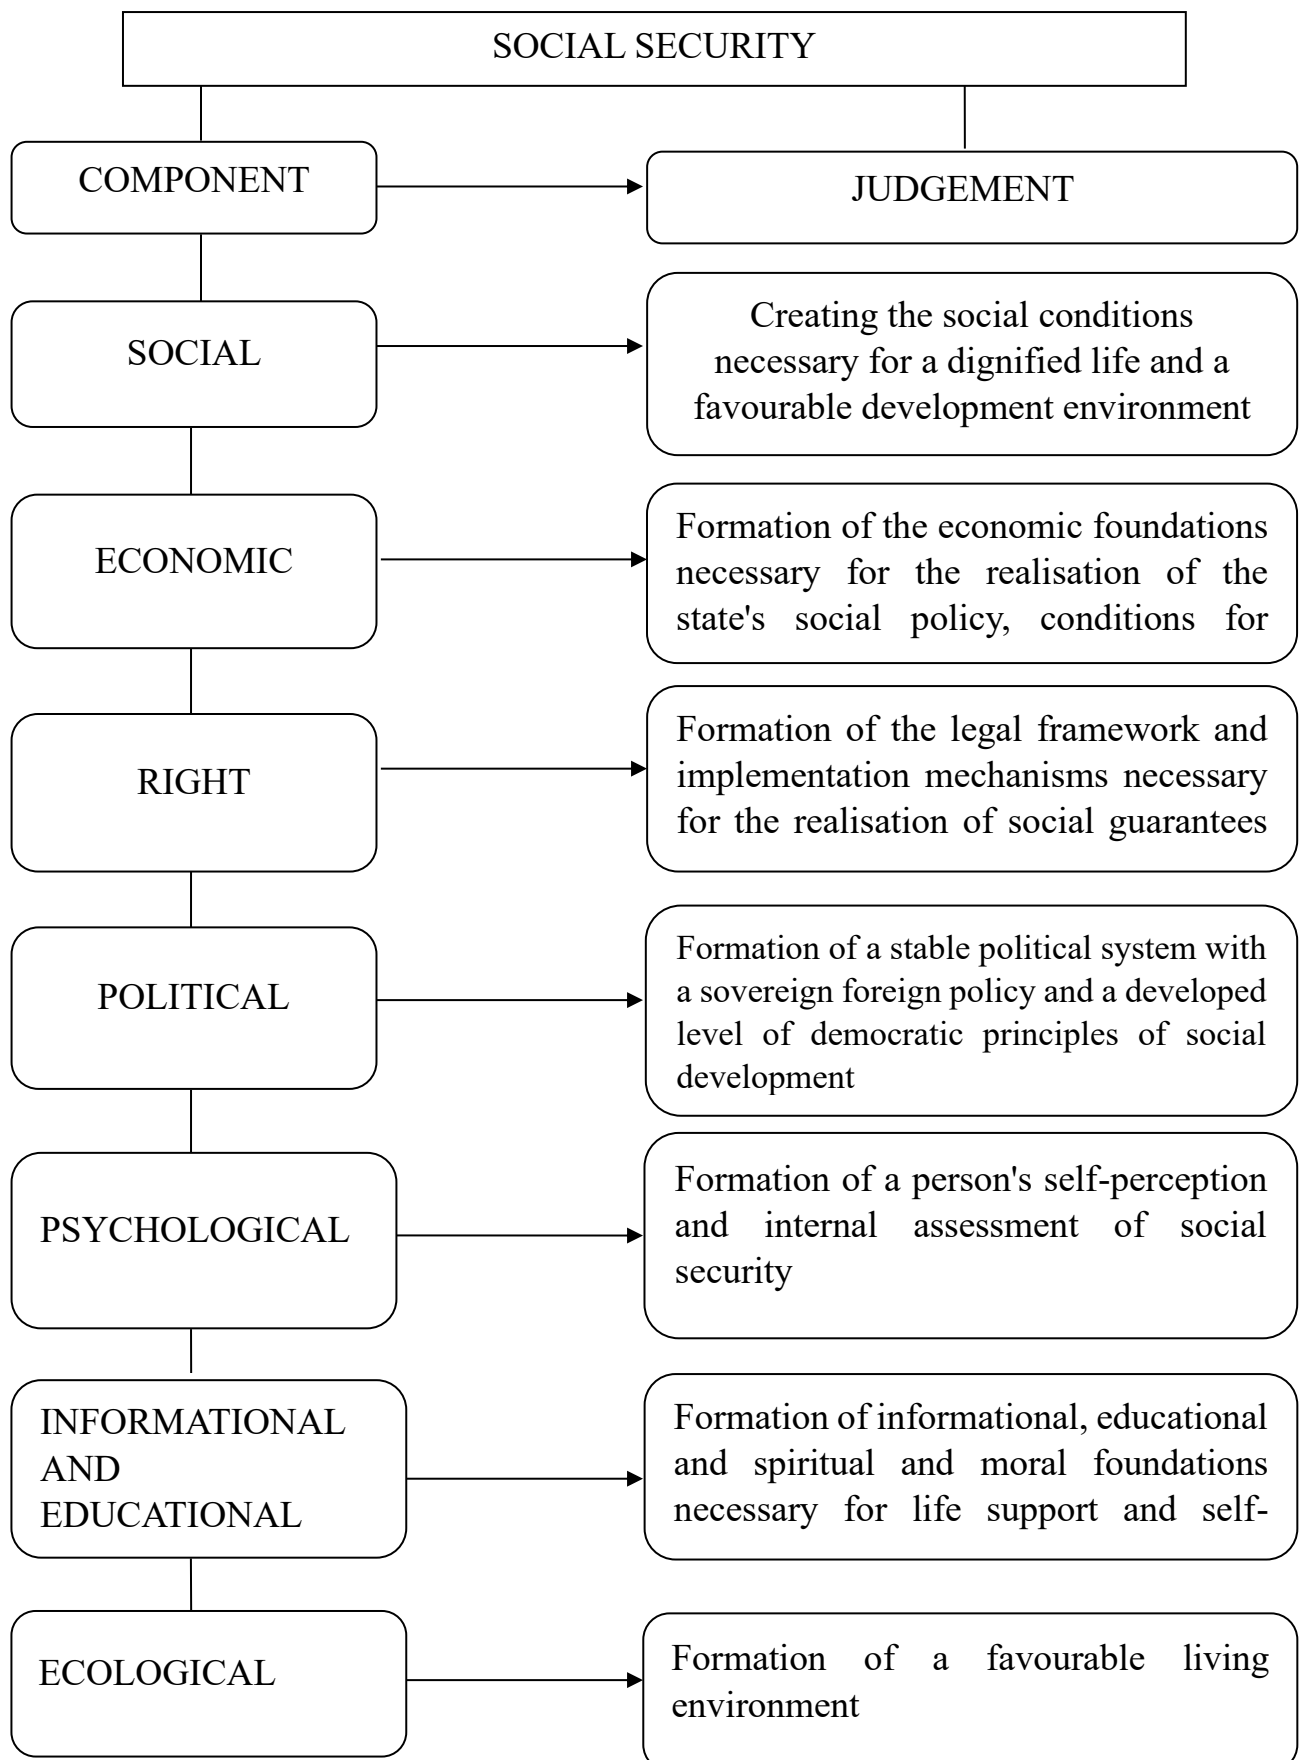 SOCIAL SECURITY
COMPONENT
JUDGEMENT
SOCIAL
Creating the social conditions
necessary for a dignified life and a
favourable development environment
ECONOMIC
Formation of the economic foundations
necessary for the realisation of the
state's social policy, conditions for
RIGHT
Formation of the legal framework and
implementation mechanisms necessary
for the realisation of social guarantees
POLITICAL
Formation of a stable political system with
a sovereign foreign policy and a developed
level of democratic principles of social
development
PSYCHOLOGICAL
Formation of a person's self-perception
and internal assessment of social
security
INFORMATIONAL
AND
EDUCATIONAL
Formation of informational, educational
and spiritual and moral foundations
necessary for life support and self-
ECOLOGICAL
Formation of a favourable living
environment